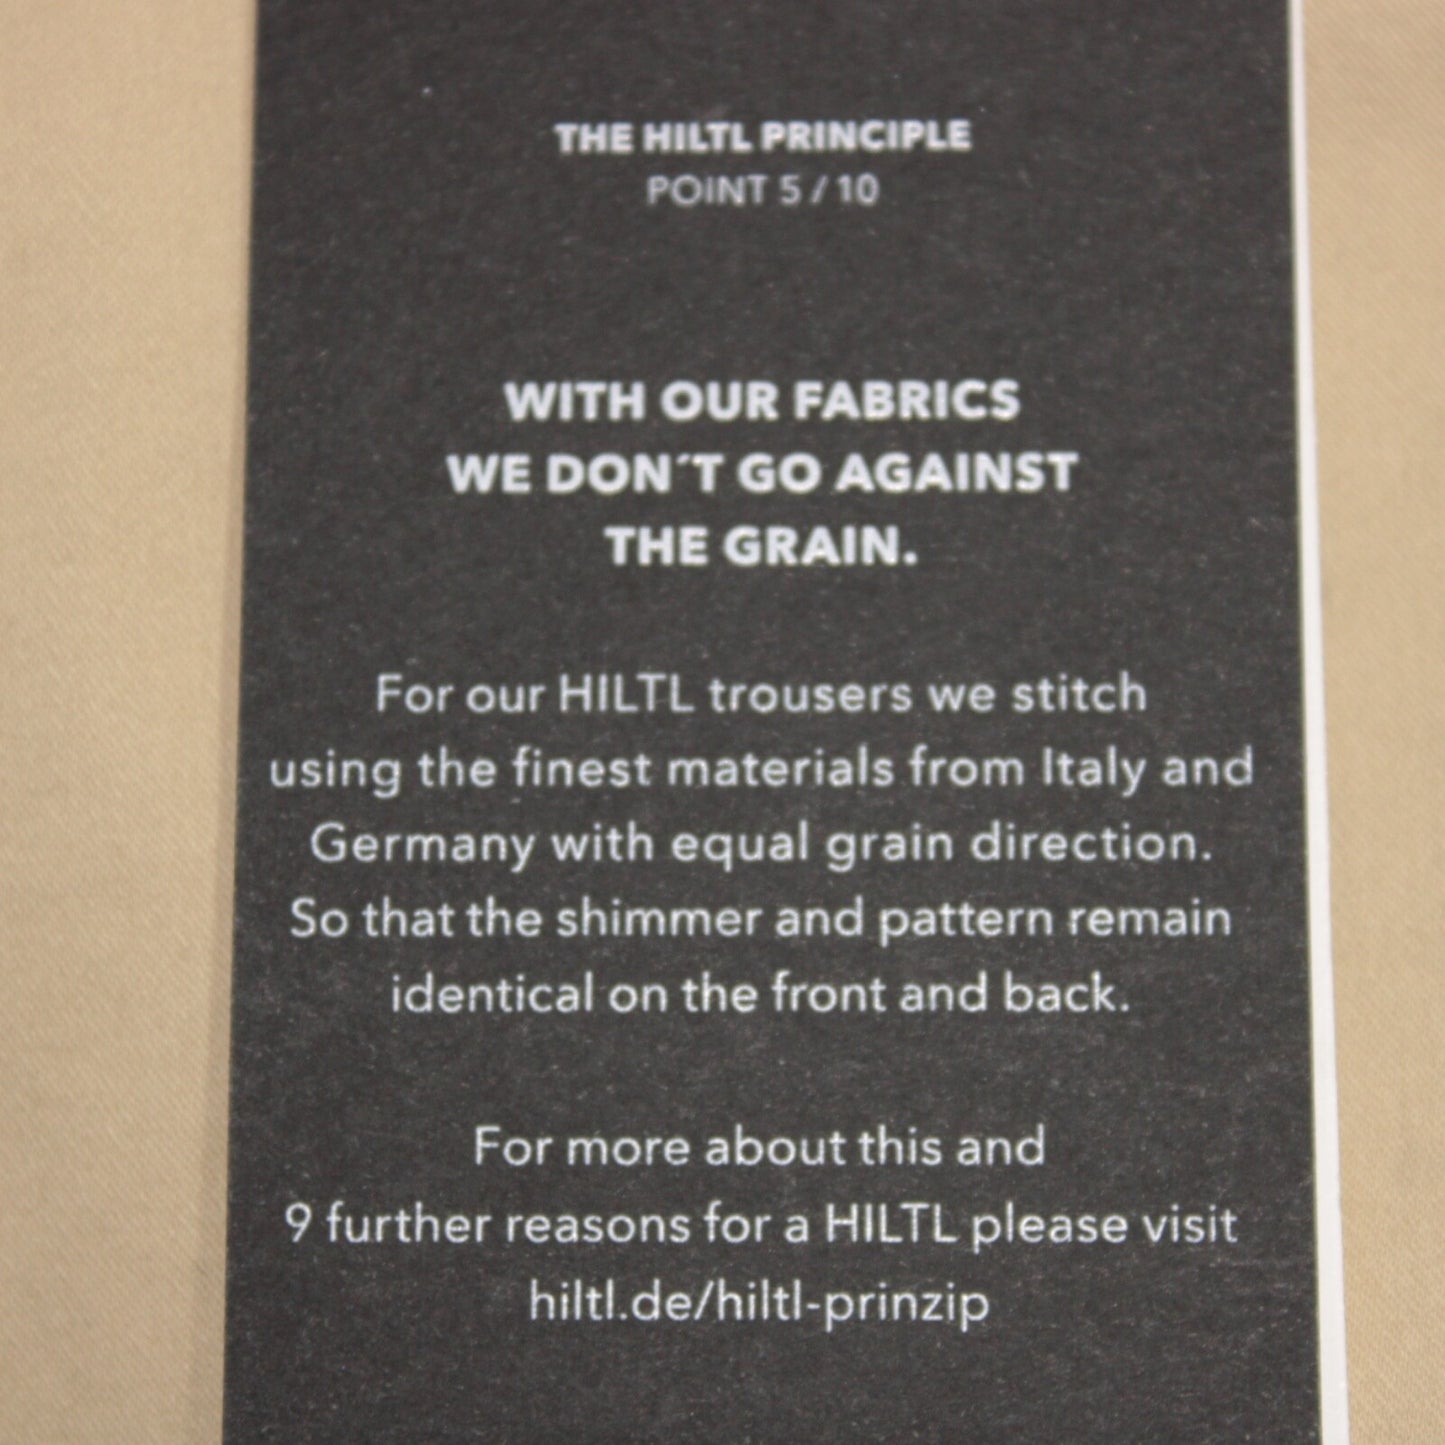 THE HILTL PRINCIPLE
POINT 5 / 10
WITH OUR FABRICS
WE DON´T GO AGAINST
THE GRAIN.
For our HILTL trousers we stitch
using the finest materials from Italy and
Germany with equal grain direction.
So that the shimmer and pattern remain
identical on the front and back.
For more about this and
9 further reasons for a HILTL please visit
hiltl.de/hiltl-prinzip